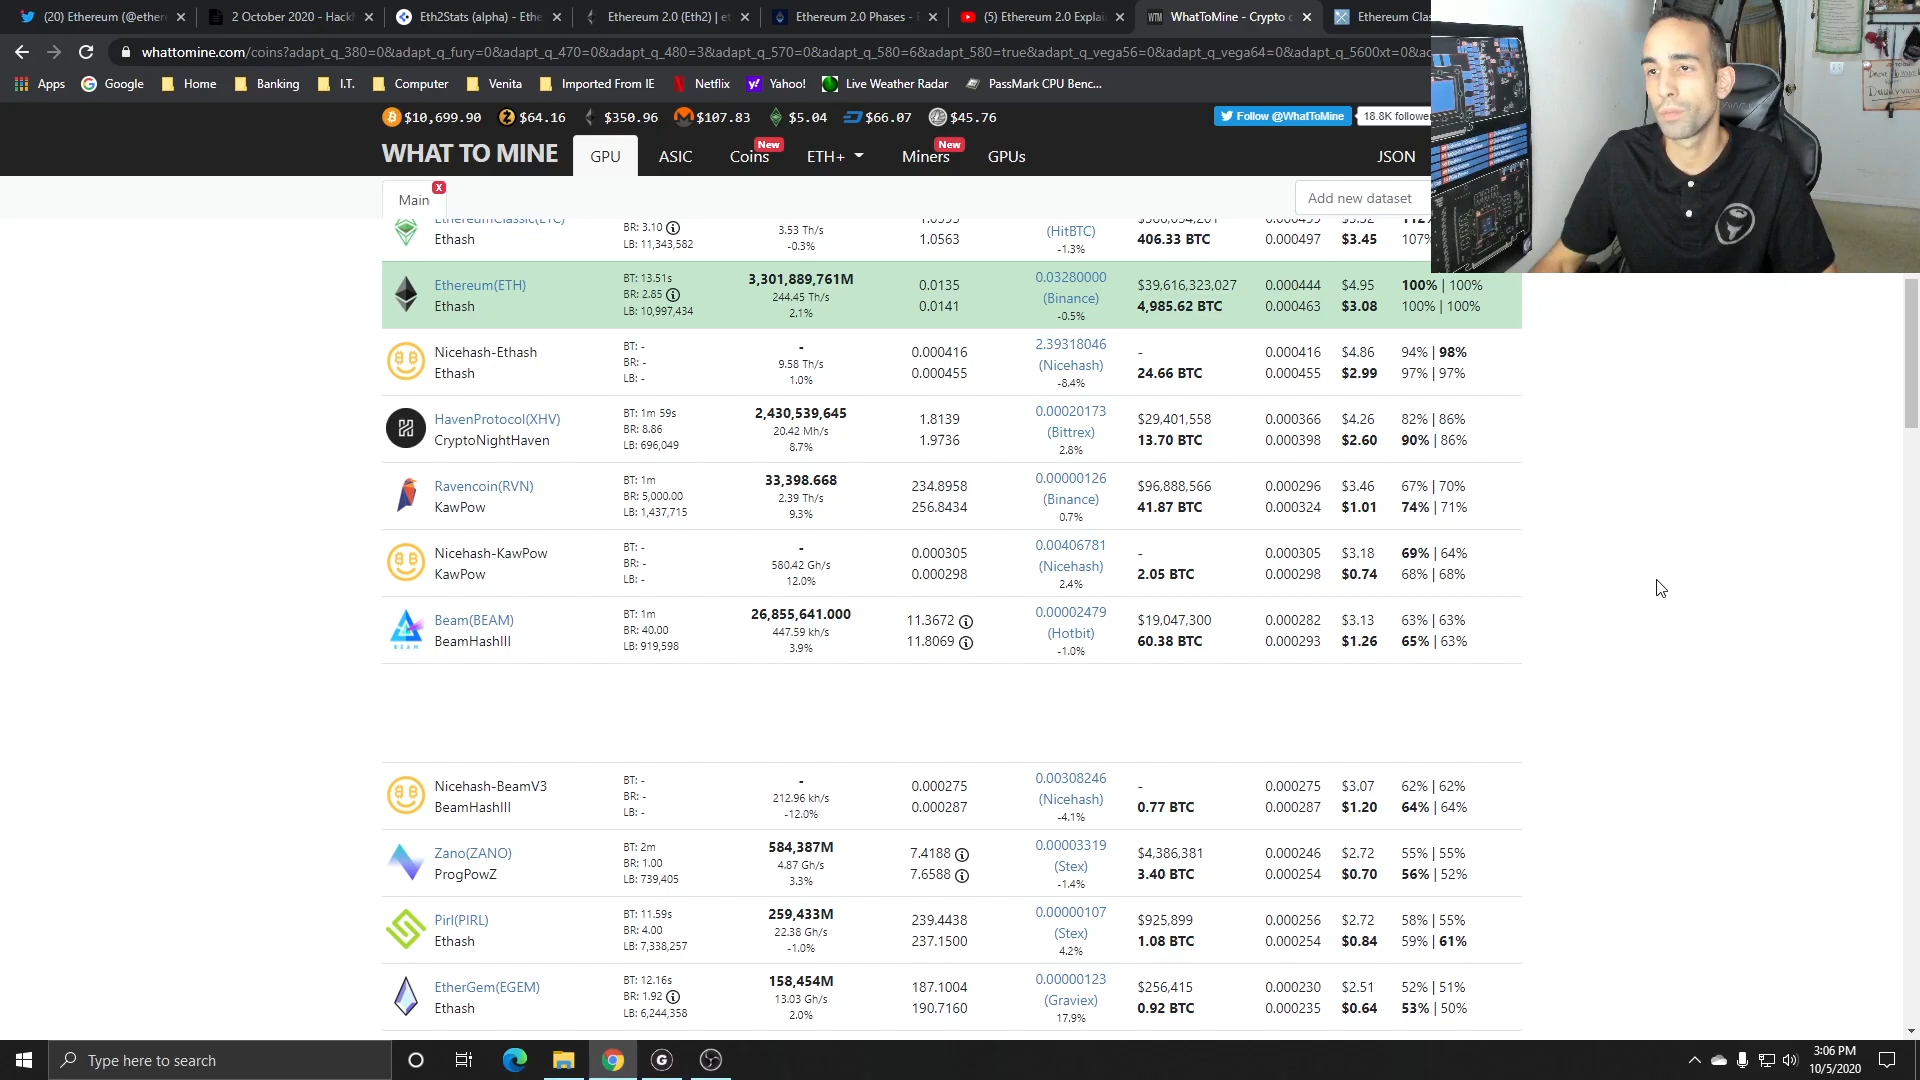 (20) Ethereum (@ether
2 October 2020 - HackM
Eth2Stats (alpha) - Ethe
Ethereum 2.0 (Eth2) | et
Ethereum 2.0 Phases - E
(5) Ethereum 2.0 Explai
WhatToMine - Crypto c
Ethereum Clas
whattomine.com/coins?adapt_q_380=0&adapt_q_fury=0&adapt_q_470=0&adapt_q_480=3&adapt_q_570=0&adapt_q_580=6&adapt_580=true&adapt_q_vega56=0&adapt_q_vega64=0&adapt_q_5600xt=0&ad
Apps Google Home Banking I.T. Computer Venita Imported From IE Netflix Yahoo! Live Weather Radar PassMark CPU Benc...
$10,699.90 $64.16 $350.96 $107.83 $5.04 $66.07 $45.76
Follow @WhatToMine 18.8K follower
WHAT TO MINE GPU ASIC Coins New ETH+ Miners New GPUs JSON
Main x
Add new dataset
EthereumClassic(ETC)
Ethash
BR: 3.10
LB: 11,343,582
3.53 Th/s
-0.3%
1.0563
(HitBTC)
-1.3%
406.33 BTC
0.000497
$3.45
107%
Ethereum(ETH)
Ethash
BT: 13.51s
BR: 2.85
LB: 10,997,434
3,301,889,761M
244.45 Th/s
2.1%
0.0135
0.0141
0.03280000
(Binance)
-0.5%
$39,616,323,027
4,985.62 BTC
0.000444
0.000463
$4.95
$3.08
100% | 100%
100% | 100%
Nicehash-Ethash
Ethash
BT: -
BR: -
LB: -
-
9.58 Th/s
1.0%
0.000416
0.000455
2.39318046
(Nicehash)
-8.4%
-
24.66 BTC
0.000416
0.000455
$4.86
$2.99
94% | 98%
97% | 97%
HavenProtocol(XHV)
CryptoNightHaven
BT: 1m 59s
BR: 8.86
LB: 696,049
2,430,539,645
20.42 Mh/s
8.7%
1.8139
1.9736
0.00020173
(Bittrex)
2.8%
$29,401,558
13.70 BTC
0.000366
0.000398
$4.26
$2.60
82% | 86%
90% | 86%
Ravencoin(RVN)
KawPow
BT: 1m
BR: 5,000.00
LB: 1,437,715
33,398.668
2.39 Th/s
9.3%
234.8958
256.8434
0.00000126
(Binance)
0.7%
$96,888,566
41.87 BTC
0.000296
0.000324
$3.46
$1.01
67% | 70%
74% | 71%
Nicehash-KawPow
KawPow
BT: -
BR: -
LB: -
-
580.42 Gh/s
12.0%
0.000305
0.000298
0.00406781
(Nicehash)
2.4%
-
2.05 BTC
0.000305
0.000298
$3.18
$0.74
69% | 64%
68% | 68%
Beam(BEAM)
BeamHashIII
BT: 1m
BR: 40.00
LB: 919,598
26,855,641.000
447.59 kh/s
3.9%
11.3672
11.8069
0.00002479
(Hotbit)
-1.0%
$19,047,300
60.38 BTC
0.000282
0.000293
$3.13
$1.26
63% | 63%
65% | 63%
Nicehash-BeamV3
BeamHashIII
BT: -
BR: -
LB: -
-
212.96 kh/s
-12.0%
0.000275
0.000287
0.00308246
(Nicehash)
-4.1%
-
0.77 BTC
0.000275
0.000287
$3.07
$1.20
62% | 62%
64% | 64%
Zano(ZANO)
ProgPowZ
BT: 2m
BR: 1.00
LB: 739,405
584,387M
4.87 Gh/s
3.3%
7.4188
7.6588
0.00003319
(Stex)
-1.4%
$4,386,381
3.40 BTC
0.000246
0.000254
$2.72
$0.70
55% | 55%
56% | 52%
Pirl(PIRL)
Ethash
BT: 11.59s
BR: 4.00
LB: 7,338,257
259,433M
22.38 Gh/s
-1.0%
239.4438
237.1500
0.00000107
(Stex)
4.2%
$925,899
1.08 BTC
0.000256
0.000254
$2.72
$0.84
58% | 55%
59% | 61%
EtherGem(EGEM)
Ethash
BT: 12.16s
BR: 1.92
LB: 6,244,358
158,454M
13.03 Gh/s
2.0%
187.1004
190.7160
0.00000123
(Graviex)
17.9%
$256,415
0.92 BTC
0.000230
0.000235
$2.51
$0.64
52% | 51%
53% | 50%
Type here to search
3:06 PM
10/5/2020